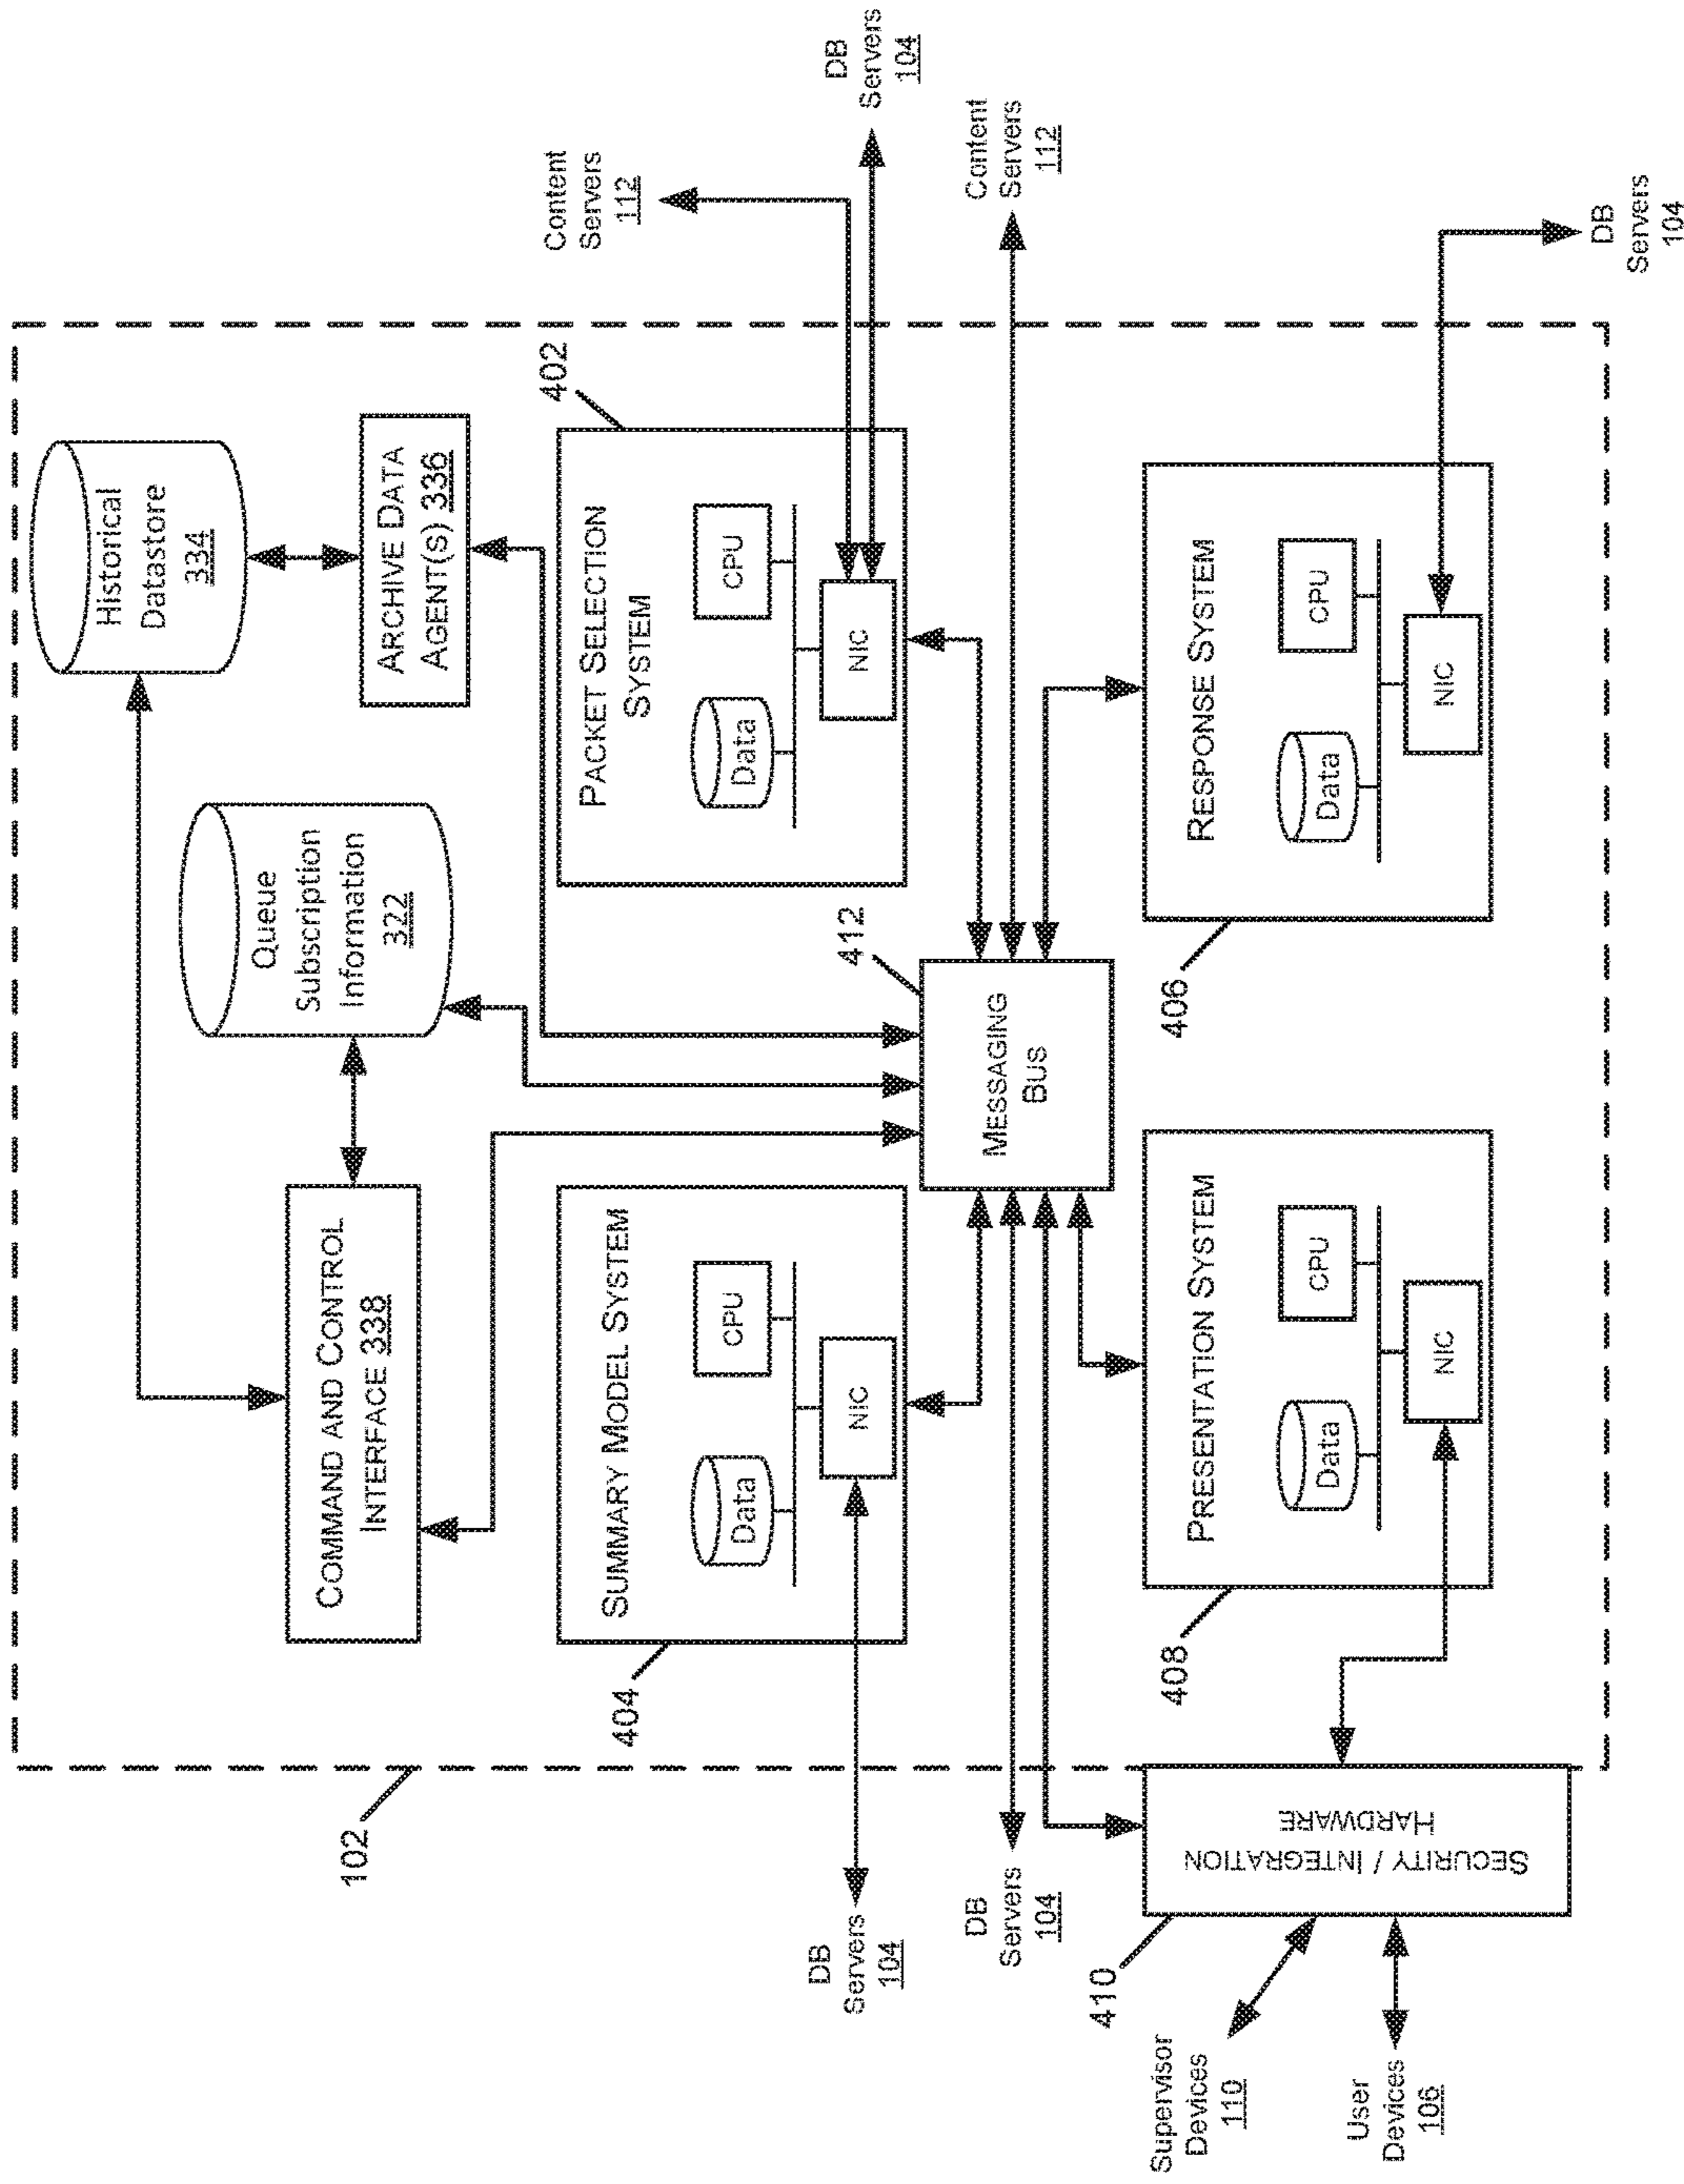 102
COMMAND AND CONTROL
INTERFACE 338
Queue
Subscription
Information
322
Historical
Datastore
334
ARCHIVE DATA
AGENT(S) 336
404
SUMMARY MODEL SYSTEM
Data
CPU
NIC
DB
Servers
104
402
PACKET SELECTION
SYSTEM
Data
CPU
NIC
Content
Servers
112
DB
Servers
104
412
MESSAGING
BUS
DB
Servers
104
Content
Servers
112
410
SECURITY / INTEGRATION
HARDWARE
Supervisor
Devices
110
User
Devices
106
408
PRESENTATION SYSTEM
Data
CPU
NIC
406
RESPONSE SYSTEM
Data
CPU
NIC
DB
Servers
104